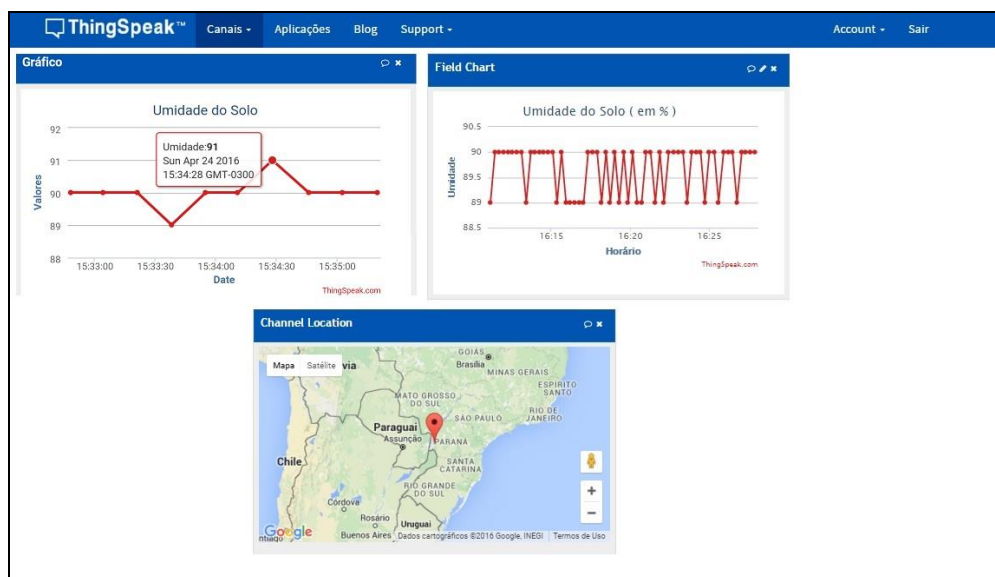 ThingSpeak™
Canais
Aplicações
Blog
Support
Account
Sair
Gráfico
Umidade do Solo
92
91
90
89
88
Valores
Umidade:91
Sun Apr 24 2016
15:34:28 GMT-0300
15:33:00
15:33:30
15:34:00
15:34:30
15:35:00
Date
ThingSpeak.com
Field Chart
Umidade do Solo ( em % )
90.5
90
89.5
89
88.5
Umidade
16:15
16:20
16:25
Horário
ThingSpeak.com
Channel Location
Mapa
Satélite
via
GOIÁS
Brasília
MINAS GERAIS
ESPÍRITO
SANTO
MATO GROSSO
DO SUL
RIO DE
JANEIRO
SÃO PAULO
Paraguai
Assunção
PARANÁ
Chile
SANTA
CATARINA
RIO GRANDE
DO SUL
Córdova
Rosário
Uruguai
Google
ntiago
Buenos Aires
Dados cartográficos ©2016 Google, INEGI
Termos de Uso